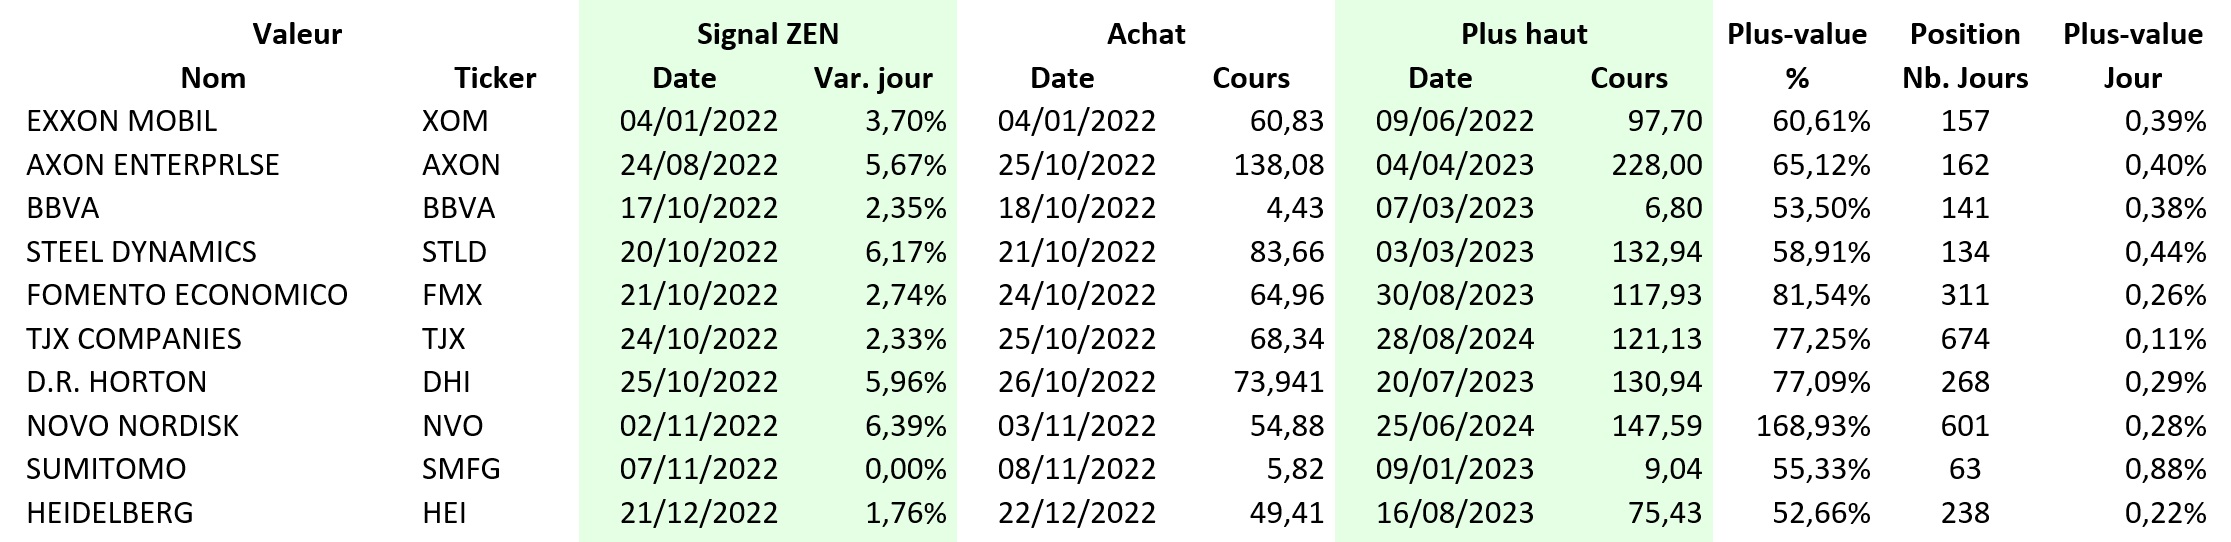 Valeur Signal ZEN Achat Plus haut Plus-value Position Plus-value
Nom Ticker Date Var. jour Date Cours Date Cours % Nb. Jours Jour
EXXON MOBIL XOM 04/01/2022 3,70% 04/01/2022 60,83 09/06/2022 97,70 60,61% 157 0,39%
AXON ENTERPRLSE AXON 24/08/2022 5,67% 25/10/2022 138,08 04/04/2023 228,00 65,12% 162 0,40%
BBVA BBVA 17/10/2022 2,35% 18/10/2022 4,43 07/03/2023 6,80 53,50% 141 0,38%
STEEL DYNAMICS STLD 20/10/2022 6,17% 21/10/2022 83,66 03/03/2023 132,94 58,91% 134 0,44%
FOMENTO ECONOMICO FMX 21/10/2022 2,74% 24/10/2022 64,96 30/08/2023 117,93 81,54% 311 0,26%
TJX COMPANIES TJX 24/10/2022 2,33% 25/10/2022 68,34 28/08/2024 121,13 77,25% 674 0,11%
D.R. HORTON DHI 25/10/2022 5,96% 26/10/2022 73,941 20/07/2023 130,94 77,09% 268 0,29%
NOVO NORDISK NVO 02/11/2022 6,39% 03/11/2022 54,88 25/06/2024 147,59 168,93% 601 0,28%
SUMITOMO SMFG 07/11/2022 0,00% 08/11/2022 5,82 09/01/2023 9,04 55,33% 63 0,88%
HEIDELBERG HEI 21/12/2022 1,76% 22/12/2022 49,41 16/08/2023 75,43 52,66% 238 0,22%